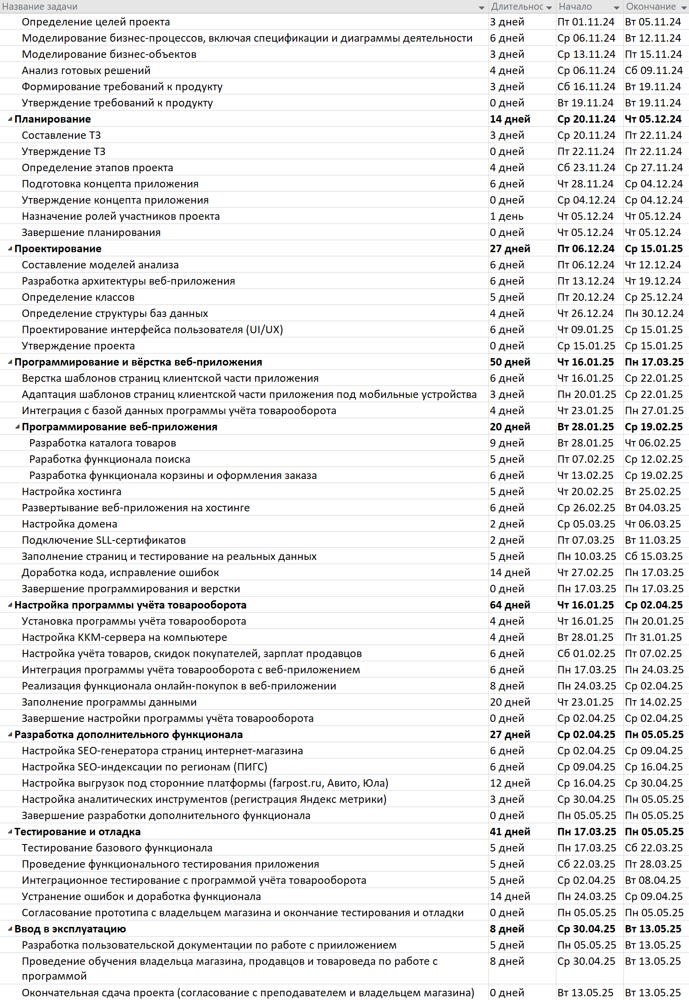 Название задачи Длительнос Начало Окончание
Определение целей проекта 3 дней Пт 01.11.24 Вт 05.11.24
Моделирование бизнес-процессов, включая спецификации и диаграммы деятельности 6 дней Ср 06.11.24 Вт 12.11.24
Моделирование бизнес-объектов 3 дней Ср 13.11.24 Пт 15.11.24
Анализ готовых решений 4 дней Ср 06.11.24 Сб 09.11.24
Формирование требований к продукту 3 дней Сб 16.11.24 Вт 19.11.24
Утверждение требований к продукту 0 дней Вт 19.11.24 Вт 19.11.24
Планирование 14 дней Ср 20.11.24 Чт 05.12.24
Составление ТЗ 3 дней Ср 20.11.24 Пт 22.11.24
Утверждение ТЗ 0 дней Пт 22.11.24 Пт 22.11.24
Определение этапов проекта 4 дней Сб 23.11.24 Ср 27.11.24
Подготовка концепта приложения 6 дней Чт 28.11.24 Ср 04.12.24
Утверждение концепта приложения 0 дней Ср 04.12.24 Ср 04.12.24
Назначение ролей участников проекта 1 день Чт 05.12.24 Чт 05.12.24
Завершение планирования 0 дней Чт 05.12.24 Чт 05.12.24
Проектирование 27 дней Пт 06.12.24 Ср 15.01.25
Составление моделей анализа 6 дней Пт 06.12.24 Чт 12.12.24
Разработка архитектуры веб-приложения 6 дней Пт 13.12.24 Чт 19.12.24
Определение классов 5 дней Пт 20.12.24 Ср 25.12.24
Определение структуры баз данных 4 дней Чт 26.12.24 Пн 30.12.24
Проектирование интерфейса пользователя (UI/UX) 6 дней Чт 09.01.25 Ср 15.01.25
Утверждение проекта 0 дней Ср 15.01.25 Ср 15.01.25
Программирование и вёрстка веб-приложения 50 дней Чт 16.01.25 Пн 17.03.25
Верстка шаблонов страниц клиентской части приложения 6 дней Чт 16.01.25 Ср 22.01.25
Адаптация шаблонов страниц клиентской части приложения под мобильные устройства 3 дней Пн 20.01.25 Ср 22.01.25
Интеграция с базой данных программы учёта товарооборота 4 дней Чт 23.01.25 Пн 27.01.25
Программирование веб-приложения 20 дней Вт 28.01.25 Ср 19.02.25
Разработка каталога товаров 9 дней Вт 28.01.25 Чт 06.02.25
Раработка функционала поиска 5 дней Пт 07.02.25 Ср 12.02.25
Разработка функционала корзины и оформления заказа 6 дней Чт 13.02.25 Ср 19.02.25
Настройка хостинга 5 дней Чт 20.02.25 Вт 25.02.25
Развертывание веб-приложения на хостинге 6 дней Ср 26.02.25 Вт 04.03.25
Настройка домена 2 дней Ср 05.03.25 Чт 06.03.25
Подключение SLL-сертификатов 2 дней Пт 07.03.25 Вт 11.03.25
Заполнение страниц и тестирование на реальных данных 5 дней Пн 10.03.25 Сб 15.03.25
Доработка кода, исправление ошибок 14 дней Чт 27.02.25 Пн 17.03.25
Завершение программирования и верстки 0 дней Пн 17.03.25 Пн 17.03.25
Настройка программы учёта товарооборота 64 дней Чт 16.01.25 Ср 02.04.25
Установка программы учёта товарооборота 4 дней Чт 16.01.25 Пн 20.01.25
Настройка ККМ-сервера на компьютере 4 дней Вт 28.01.25 Пт 31.01.25
Настройка учёта товаров, скидок покупателей, зарплат продавцов 6 дней Сб 01.02.25 Пт 07.02.25
Интеграция программы учёта товарооборота с веб-приложением 6 дней Пн 17.03.25 Пн 24.03.25
Реализация функционала онлайн-покупок в веб-приложении 8 дней Пн 24.03.25 Ср 02.04.25
Заполнение программы данными 20 дней Чт 23.01.25 Пт 14.02.25
Завершение настройки программы учёта товарооборота 0 дней Ср 02.04.25 Ср 02.04.25
Разработка дополнительного функционала 27 дней Ср 02.04.25 Пн 05.05.25
Настройка SEO-генератора страниц интернет-магазина 6 дней Ср 02.04.25 Ср 09.04.25
Настройка SEO-индексации по регионам (ПИГС) 6 дней Ср 09.04.25 Ср 16.04.25
Настройка выгрузок под сторонние платформы (farpost.ru, Авито, Юла) 12 дней Ср 16.04.25 Ср 30.04.25
Настройка аналитических инструментов (регистрация Яндекс метрики) 3 дней Ср 30.04.25 Пн 05.05.25
Завершение разработки дополнительного функционала 0 дней Пн 05.05.25 Пн 05.05.25
Тестирование и отладка 41 дней Пн 17.03.25 Пн 05.05.25
Тестирование базового функционала 5 дней Пн 17.03.25 Сб 22.03.25
Проведение функционального тестирования приложения 5 дней Сб 22.03.25 Пт 28.03.25
Интеграционное тестирование с программой учёта товарооборота 5 дней Ср 02.04.25 Вт 08.04.25
Устранение ошибок и доработка функционала 14 дней Пн 24.03.25 Ср 09.04.25
Согласование прототипа с владельцем магазина и окончание тестирования и отладки 0 дней Пн 05.05.25 Пн 05.05.25
Ввод в эксплуатацию 8 дней Ср 30.04.25 Вт 13.05.25
Разработка пользовательской документации по работе с прииложением 5 дней Пн 05.05.25 Вт 13.05.25
Проведение обучения владельца магазина, продавцов и товароведа по работе с 8 дней Ср 30.04.25 Вт 13.05.25
программой
Окончательная сдача проекта (согласование с преподавателем и владельцем магазина) 0 дней Вт 13.05.25 Вт 13.05.25